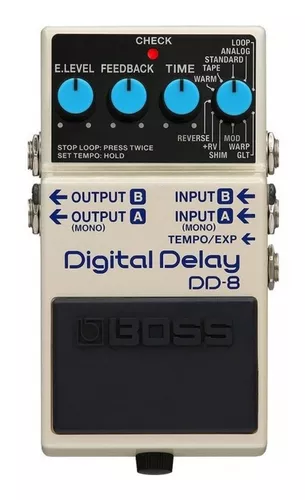 CHECK
E.LEVEL FEEDBACK TIME
LOOP
ANALOG
STANDARD
TAPE
WARM
REVERSE
+RV
SHIM
MOD
WARP
GLT
STOP LOOP: PRESS TWICE
SET TEMPO: HOLD
← OUTPUT B
INPUT B ←
← OUTPUT A
(MONO)
INPUT A ←
(MONO)
TEMPO/EXP ←
Digital Delay
DD-8
BOSS